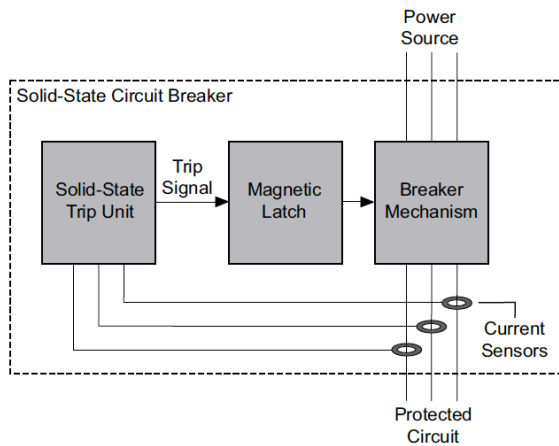 Power
Source
Solid-State Circuit Breaker
Solid-State
Trip Unit
Trip
Signal
Magnetic
Latch
Breaker
Mechanism
Current
Sensors
Protected
Circuit